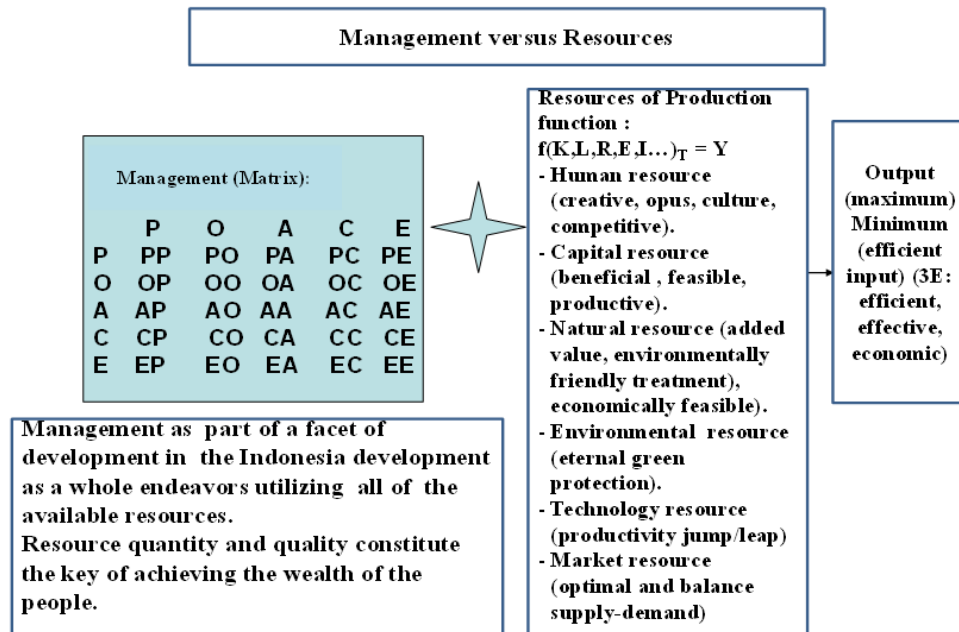 Management versus Resources
Management (Matrix):
P O A C E
P PP PO PA PC PE
O OP OO OA OC OE
A AP AO AA AC AE
C CP CO CA CC CE
E EP EO EA EC EE
Management as part of a facet of
development in the Indonesia development
as a whole endeavors utilizing all of the
available resources.
Resource quantity and quality constitute
the key of achieving the wealth of the
people.
Resources of Production
function :
f(K,L,R,E,I...)T = Y
- Human resource
(creative, opus, culture,
competitive).
- Capital resource
(beneficial , feasible,
productive).
- Natural resource (added
value, environmentally
friendly treatment),
economically feasible).
- Environmental resource
(eternal green
protection).
- Technology resource
(productivity jump/leap)
- Market resource
(optimal and balance
supply-demand)
Output
(maximum)
Minimum
(efficient
input) (3E:
efficient,
effective,
economic)